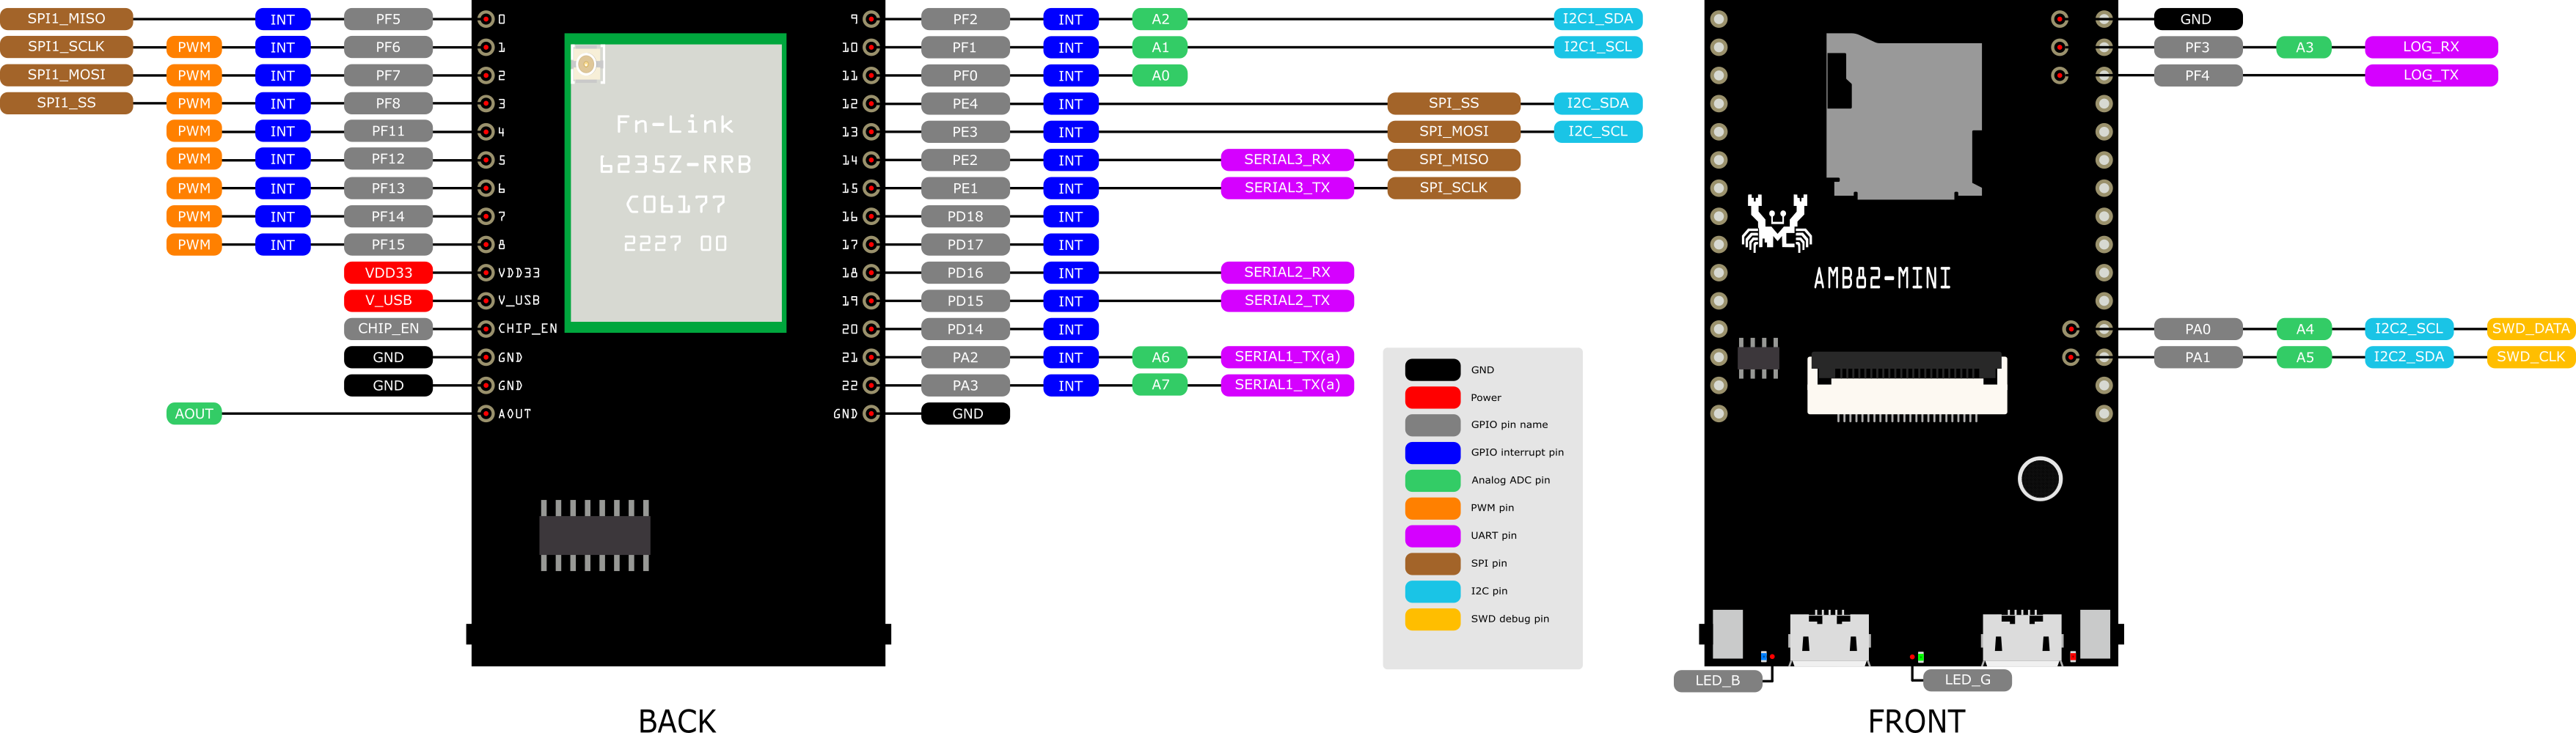 SPI1_MISO INT PF5 0
SPI1_SCLK PWM INT PF6 1
SPI1_MOSI PWM INT PF7 2
SPI1_SS PWM INT PF8 3
PWM INT PF11 4
PWM INT PF12 5
PWM INT PF13 6
PWM INT PF14 7
PWM INT PF15 8
VDD33 VDD33
V_USB V_USB
CHIP_EN CHIP_EN
GND GND
GND GND
AOUT AOUT
Fn-Link
6235Z-RRB
C06177
2227 00
9 PF2 INT A2 I2C1_SDA
10 PF1 INT A1 I2C1_SCL
11 PF0 INT A0
12 PE4 INT SPI_SS I2C_SDA
13 PE3 INT SPI_MOSI I2C_SCL
14 PE2 INT SERIAL3_RX SPI_MISO
15 PE1 INT SERIAL3_TX SPI_SCLK
16 PD18 INT
17 PD17 INT
18 PD16 INT SERIAL2_RX
19 PD15 INT SERIAL2_TX
20 PD14 INT
21 PA2 INT A6 SERIAL1_TX(a)
22 PA3 INT A7 SERIAL1_TX(a)
GND GND
BACK
GND
Power
GPIO pin name
GPIO interrupt pin
Analog ADC pin
PWM pin
UART pin
SPI pin
I2C pin
SWD debug pin
GND
PF3 A3 LOG_RX
PF4 LOG_TX
AMB82-MINI
PA0 A4 I2C2_SCL SWD_DATA
PA1 A5 I2C2_SDA SWD_CLK
LED_B LED_G
FRONT